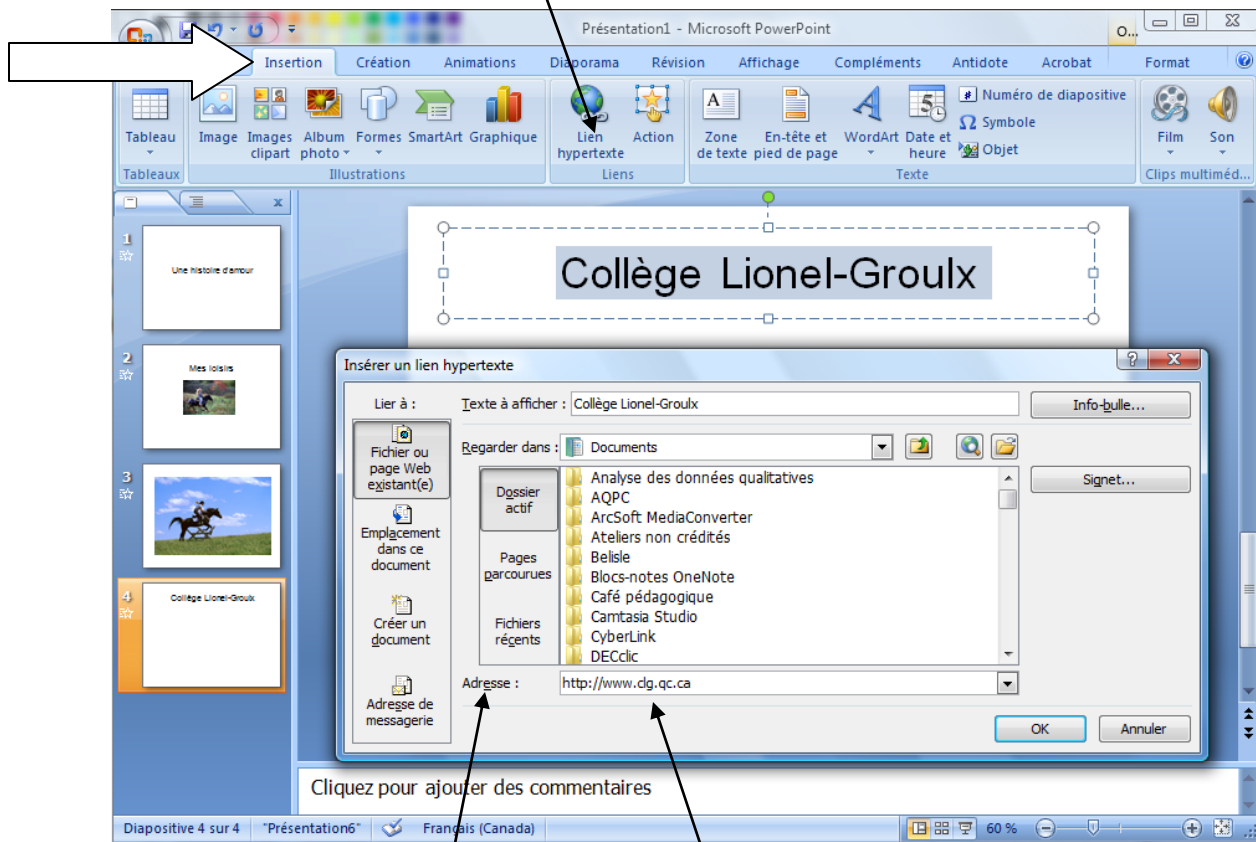 Présentation1 - Microsoft PowerPoint
O...
Insertion Création Animations Diaporama Révision Affichage Compléments Antidote Acrobat Format
Tableau
Image
Images clipart
Album photo
Formes
SmartArt
Graphique
Lien hypertexte
Action
Zone de texte
En-tête et pied de page
WordArt
Date et heure
Numéro de diapositive
Symbole
Objet
Film
Son
Tableaux
Illustrations
Liens
Texte
Clips multiméd...
1
Une histoire d'amour
2
Mes loisirs
3
4
Collège Lionel-Groulx
Collège Lionel-Groulx
Insérer un lien hypertexte
Lier à :
Texte à afficher : Collège Lionel-Groulx
Info-bulle...
Fichier ou
page Web
existant(e)
Regarder dans : Documents
Signet...
Emplacement
dans ce
document
Créer un
document
Adresse de
messagerie
Dossier
actif
Pages
parcourues
Fichiers
récents
Analyse des données qualitatives
AQPC
ArcSoft MediaConverter
Ateliers non crédités
Belisle
Blocs-notes OneNote
Café pédagogique
Camtasia Studio
CyberLink
DECclic
Adresse : http://www.clg.qc.ca
OK Annuler
Cliquez pour ajouter des commentaires
Diapositive 4 sur 4 "Présentation6" Français (Canada) 60 %